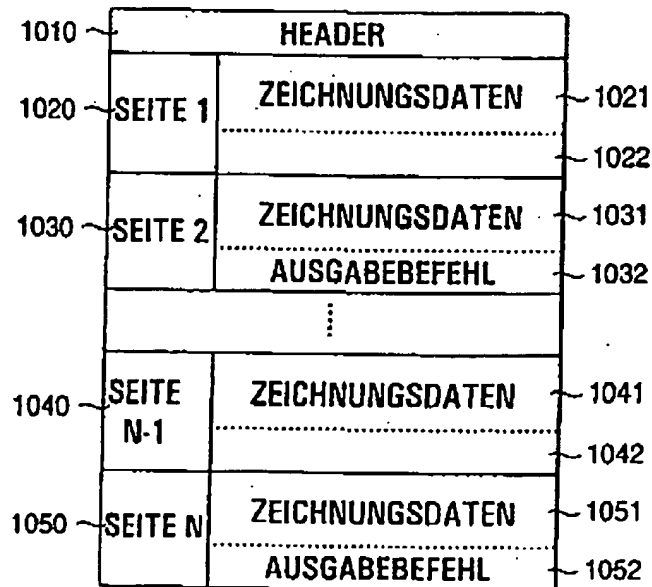 1010 HEADER
1020 SEITE 1 ZEICHNUNGSDATEN 1021
1022
1030 SEITE 2 ZEICHNUNGSDATEN 1031
AUSGABEBEFEHL 1032
1040 SEITE N-1 ZEICHNUNGSDATEN 1041
1042
1050 SEITE N ZEICHNUNGSDATEN 1051
AUSGABEBEFEHL 1052